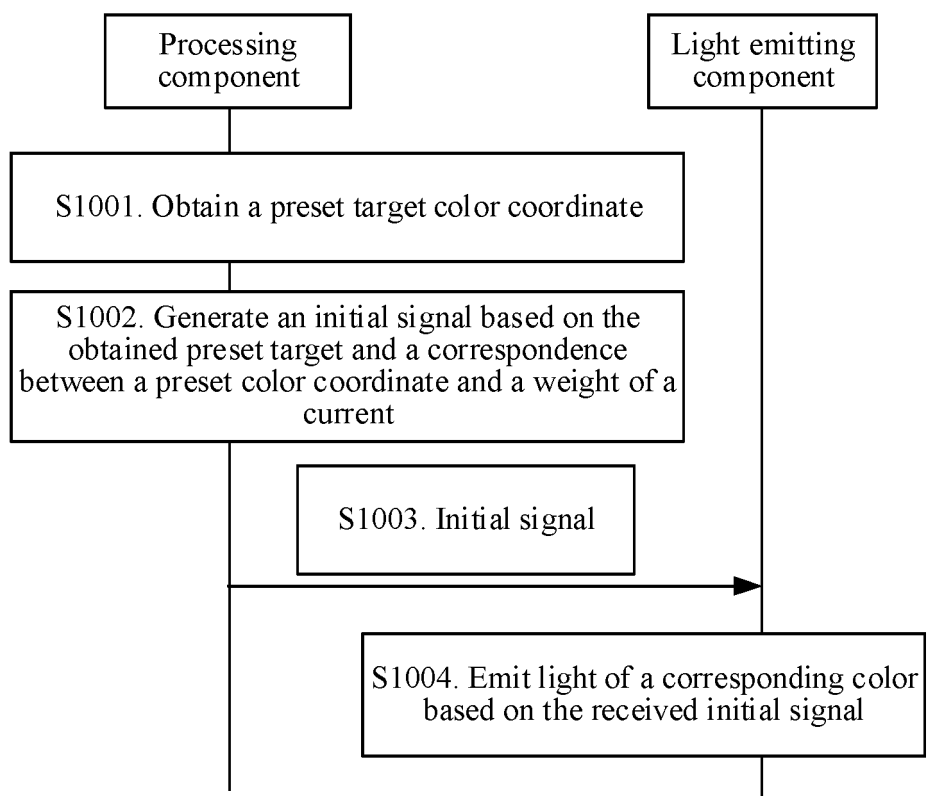 Processing
component
Light emitting
component
S1001. Obtain a preset target color coordinate
S1002. Generate an initial signal based on the
obtained preset target and a correspondence
between a preset color coordinate and a weight of a
current
S1003. Initial signal
S1004. Emit light of a corresponding color
based on the received initial signal